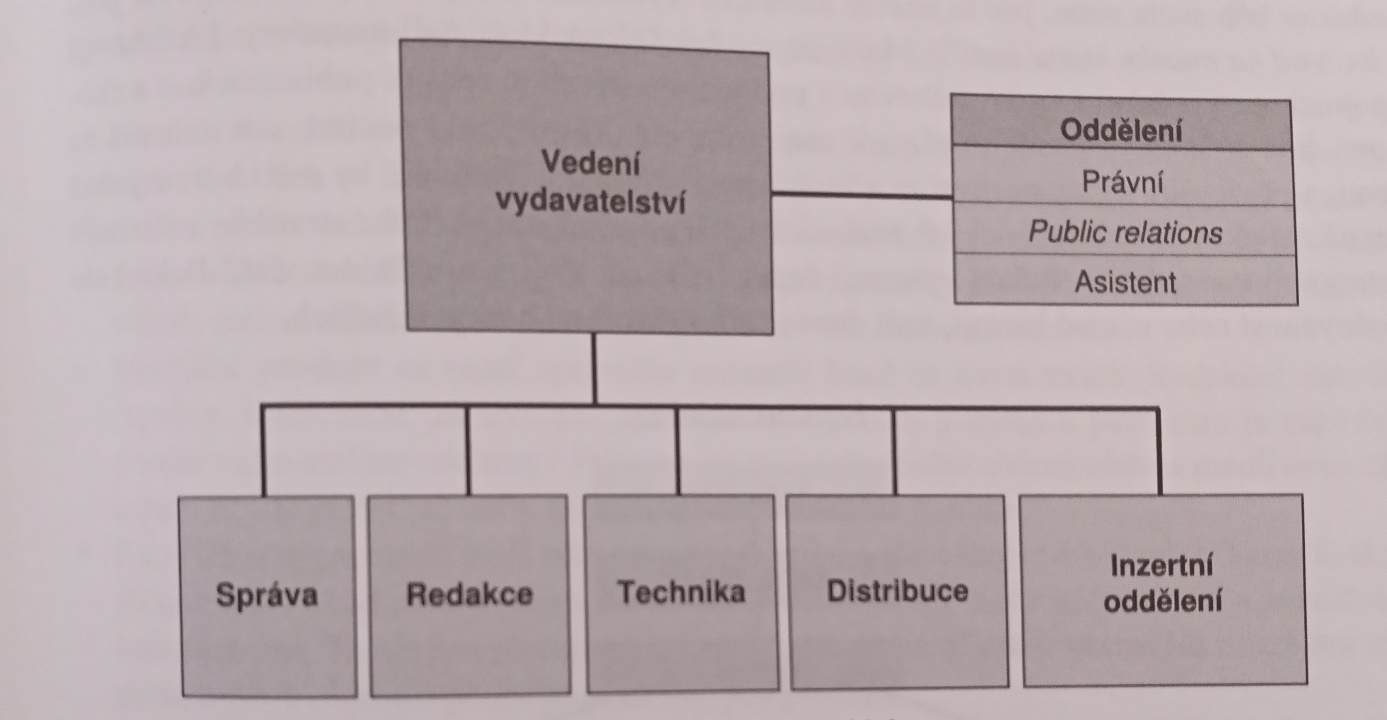 Vedení
vydavatelství
Oddělení
Právní
Public relations
Asistent
Správa
Redakce
Technika
Distribuce
Inzertní
oddělení